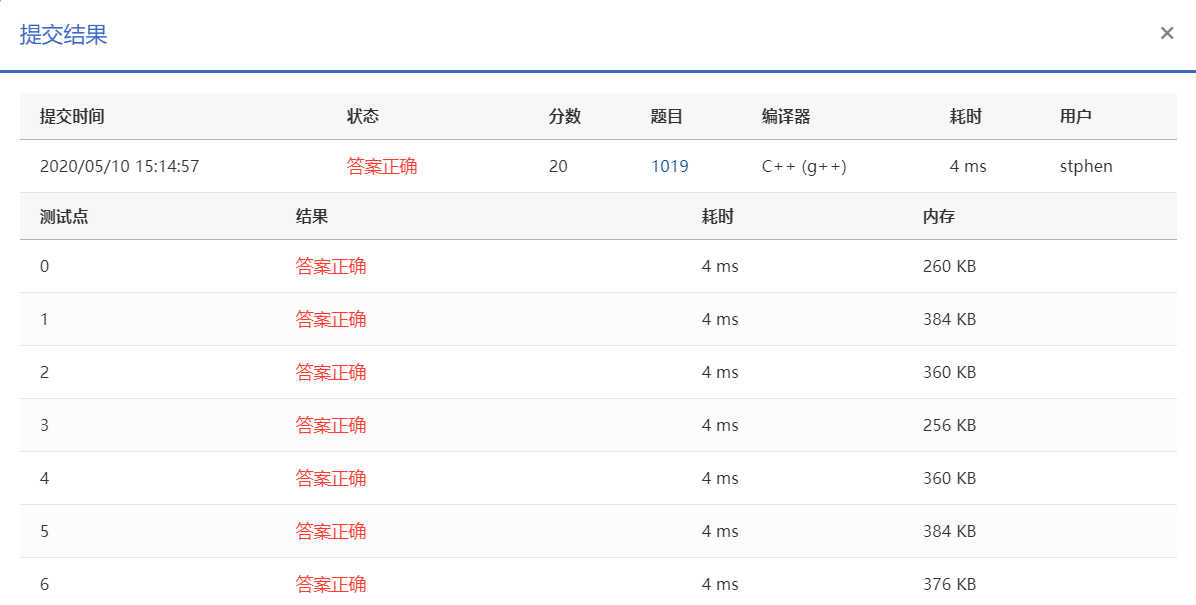 提交结果
×
提交时间 状态 分数 题目 编译器 耗时 用户
2020/05/10 15:14:57 答案正确 20 1019 C++ (g++) 4 ms stphen
测试点 结果 耗时 内存
0 答案正确 4 ms 260 KB
1 答案正确 4 ms 384 KB
2 答案正确 4 ms 360 KB
3 答案正确 4 ms 256 KB
4 答案正确 4 ms 360 KB
5 答案正确 4 ms 384 KB
6 答案正确 4 ms 376 KB